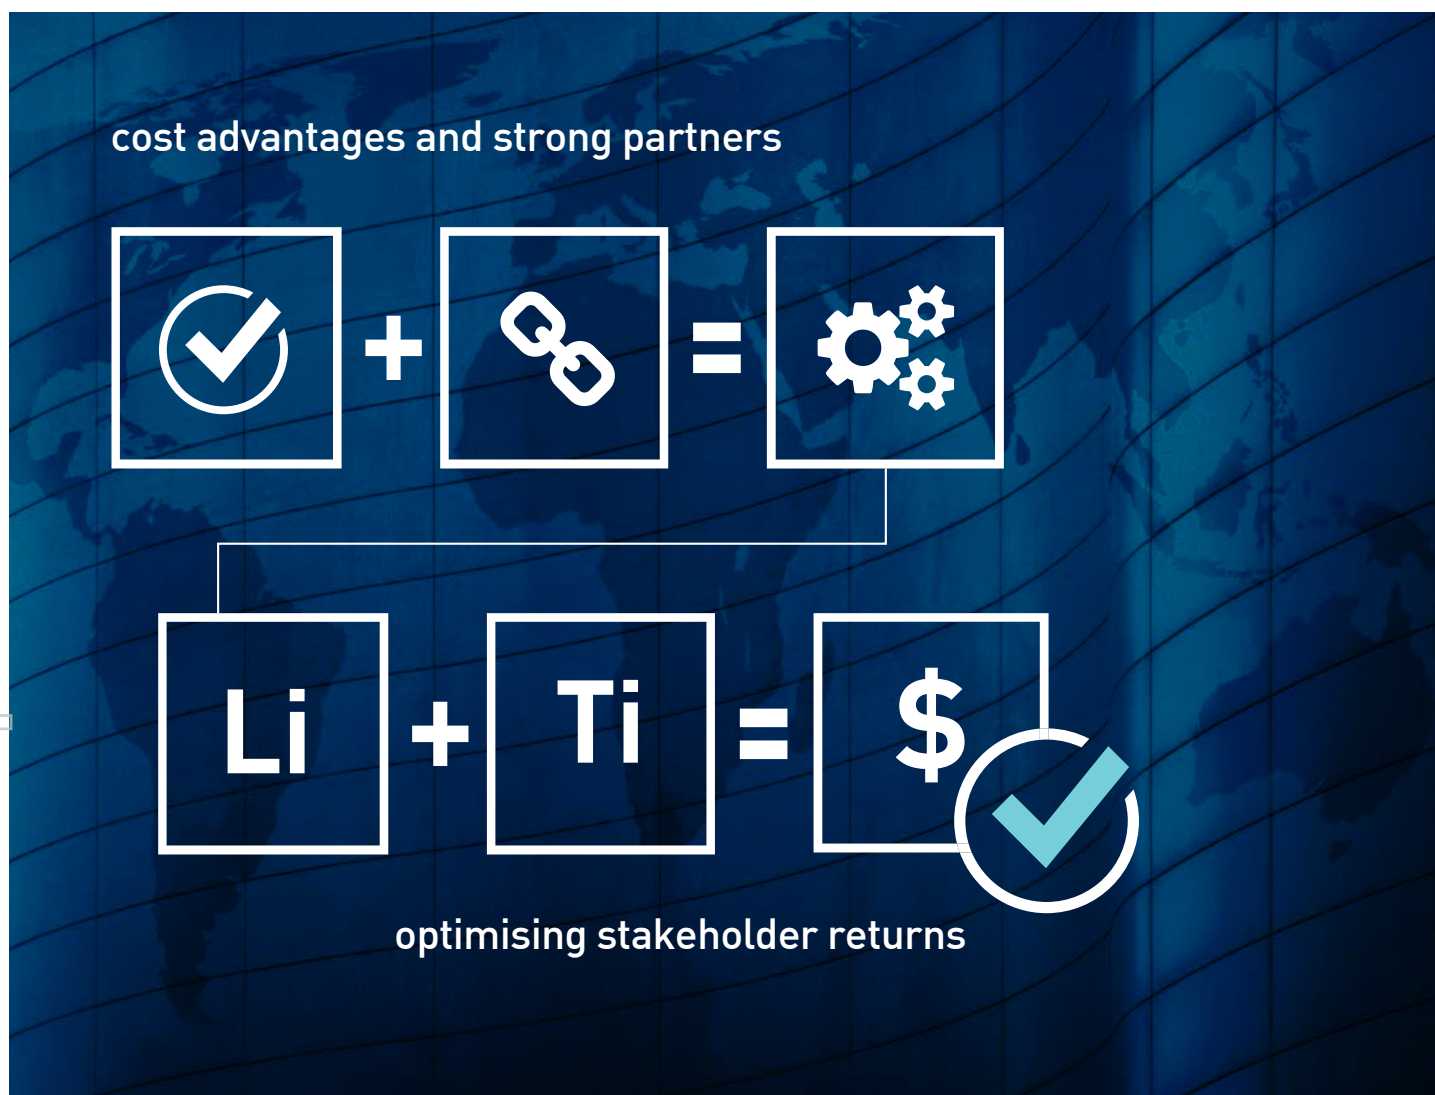 cost advantages and strong partners
+ =
Li + Ti = $
optimising stakeholder returns